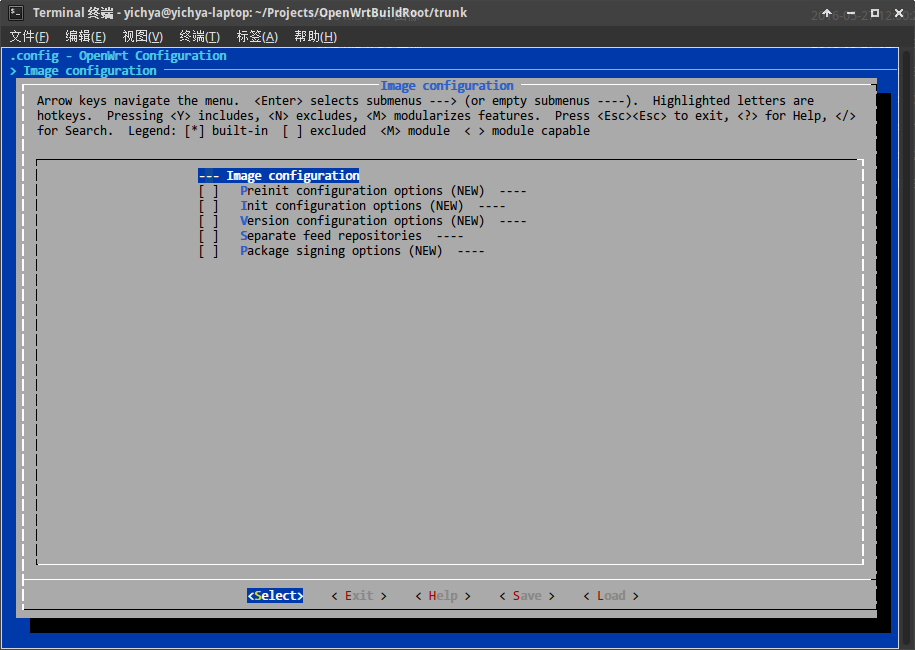 Terminal 终端 - yichya@yichya-laptop: ~/Projects/OpenWrtBuildRoot/trunk
文件(F) 编辑(E) 视图(V) 终端(T) 标签(A) 帮助(H)
.config - OpenWrt Configuration
> Image configuration
Image configuration
Arrow keys navigate the menu.  <Enter> selects submenus ---> (or empty submenus ----).  Highlighted letters are
hotkeys.  Pressing <Y> includes, <N> excludes, <M> modularizes features.  Press <Esc><Esc> to exit, <?> for Help, </>
for Search.  Legend: [*] built-in  [ ] excluded  <M> module  < > module capable
--- Image configuration
[ ]   Preinit configuration options (NEW)  ----
[ ]   Init configuration options (NEW)  ----
[ ]   Version configuration options (NEW)  ----
[ ]   Separate feed repositories  ----
[ ]   Package signing options (NEW)  ----
<Select>    < Exit >    < Help >    < Save >    < Load >